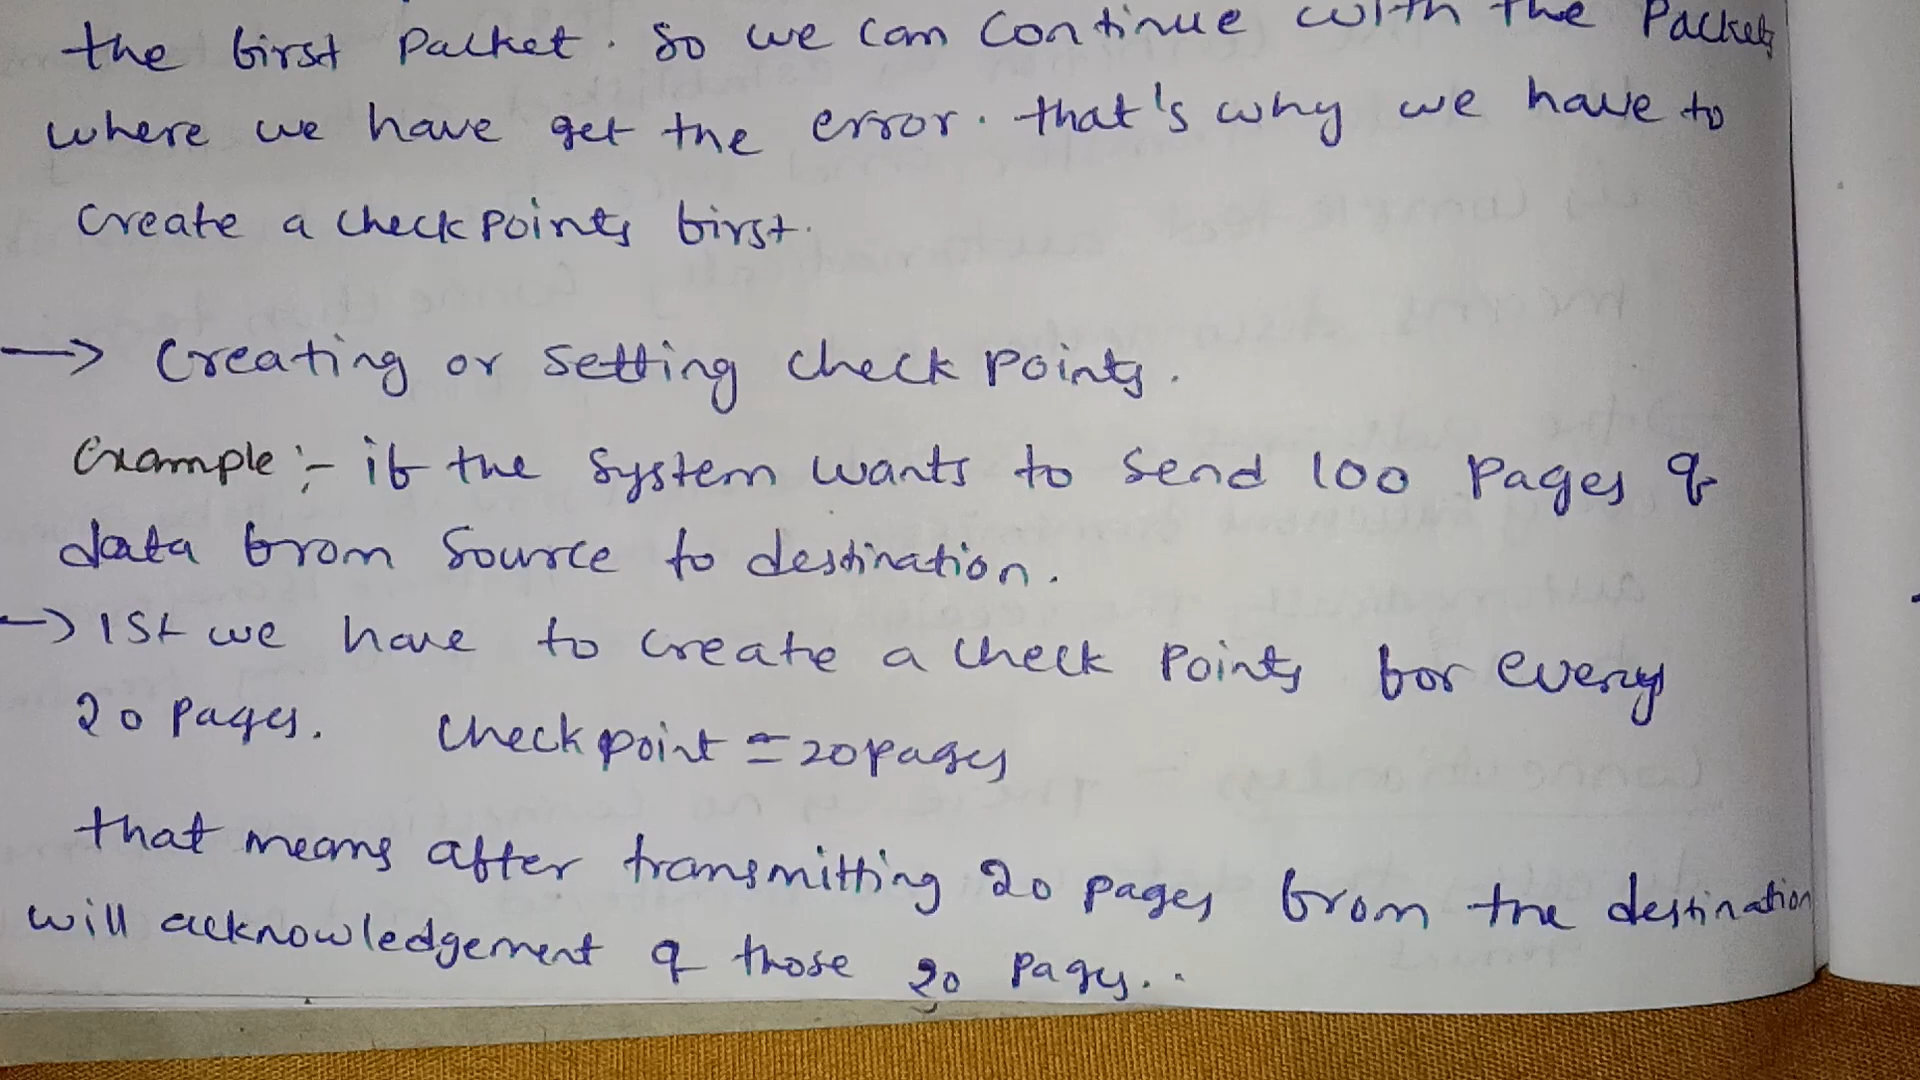 the first packet. So we can continue with the Packets
where we have get the error. that's why we have to
create a check points first.
→ Creating or setting check points.
Example :- if the system wants to send 100 pages of
data from source to destination.
→ 1st we have to create a check points for every
20 pages. Check point = 20 pages
that means after transmitting 20 pages from the destination
will acknowledgement of those 20 pages..